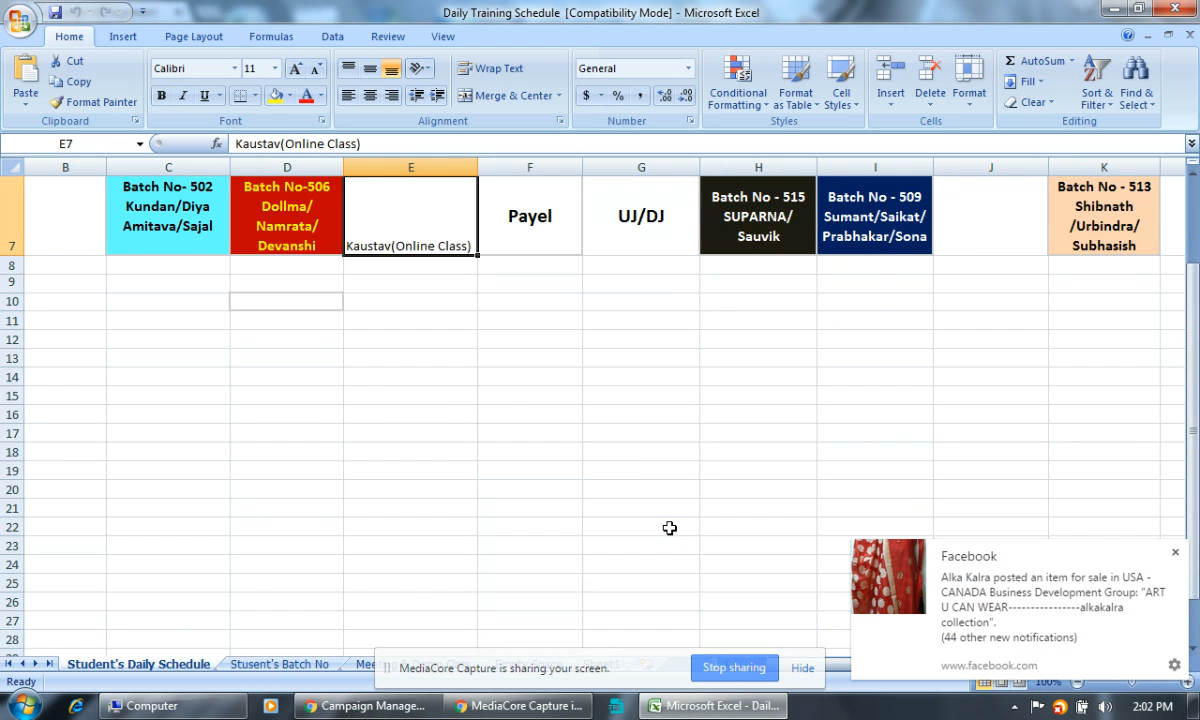 Daily Training Schedule [Compatibility Mode] - Microsoft Excel
Home Insert Page Layout Formulas Data Review View
Paste
Cut
Copy
Format Painter
Clipboard
Calibri 11
B I U
Font
Wrap Text
Merge & Center
Alignment
General
$ % ,
Number
Conditional
Formatting
Format
as Table
Cell
Styles
Styles
Insert Delete Format
Cells
AutoSum
Fill
Clear
Sort &
Filter
Find &
Select
Editing
E7
fx Kaustav(Online Class)
B C D E F G H I J K
7
Batch No- 502
Kundan/Diya
Amitava/Sajal
Batch No-506
Dollma/
Namrata/
Devanshi
Kaustav(Online Class)
Payel
UJ/DJ
Batch No - 515
SUPARNA/
Sauvik
Batch No - 509
Sumant/Saikat/
Prabhakar/Sona
Batch No - 513
Shibnath
/Urbindra/
Subhasish
8
9
10
11
12
13
14
15
16
17
18
19
20
21
22
23
24
25
26
27
28
Facebook
Alka Kalra posted an item for sale in USA -
CANADA Business Development Group: "ART
U CAN WEAR----------------alkakalra
collection".
(44 other new notifications)
www.facebook.com
Student's Daily Schedule Stusent's Batch No
MediaCore Capture is sharing your screen. Stop sharing Hide
Ready
100%
Computer
Campaign Manage...
MediaCore Capture i...
Microsoft Excel - Dail...
2:02 PM